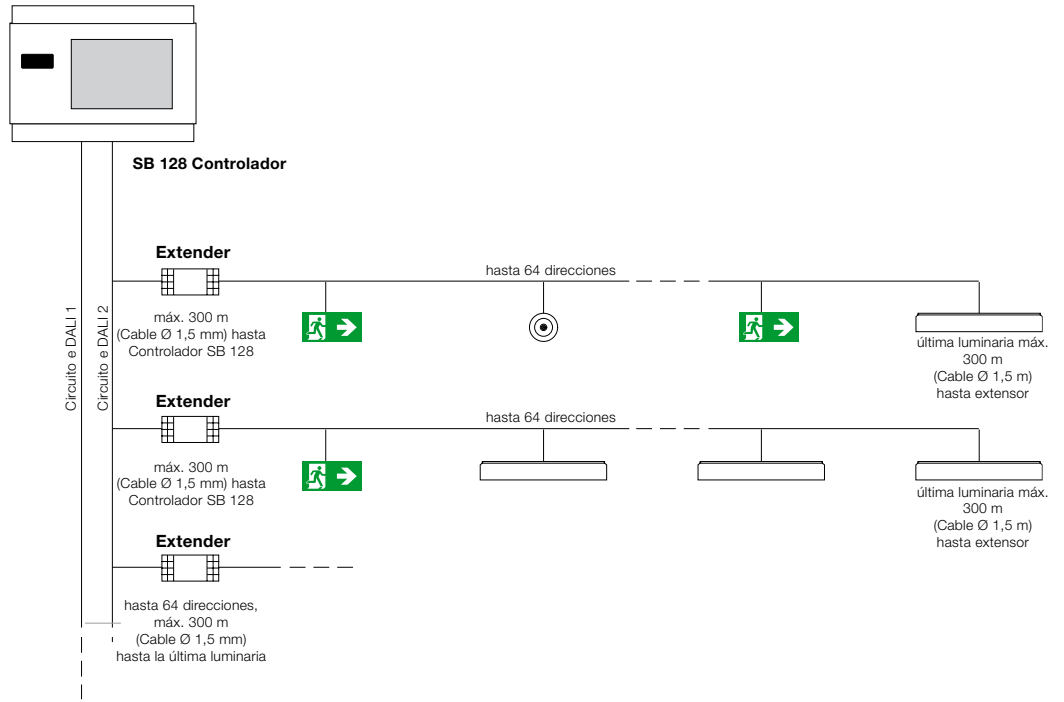 SB 128 Controlador
Circuito e DALI 1
Circuito e DALI 2
Extender
hasta 64 direcciones
máx. 300 m
(Cable Ø 1,5 mm) hasta
Controlador SB 128
última luminaria máx.
300 m
(Cable Ø 1,5 m)
hasta extensor
Extender
hasta 64 direcciones
máx. 300 m
(Cable Ø 1,5 mm) hasta
Controlador SB 128
última luminaria máx.
300 m
(Cable Ø 1,5 m)
hasta extensor
Extender
hasta 64 direcciones,
máx. 300 m
(Cable Ø 1,5 mm)
hasta la última luminaria